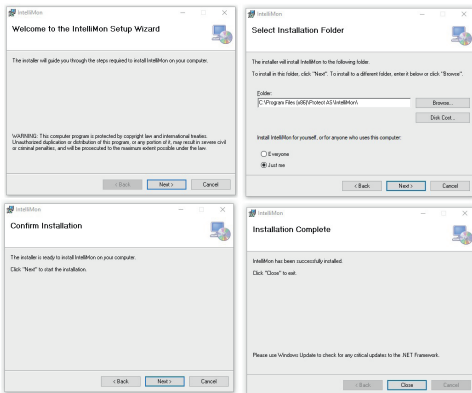 IntelliMon
Welcome to the IntelliMon Setup Wizard
The installer will guide you through the steps required to install IntelliMon on your computer.
WARNING: This computer program is protected by copyright law and international treaties.
Unauthorized duplication or distribution of this program, or any portion of it, may result in severe civil
or criminal penalties, and will be prosecuted to the maximum extent possible under the law.
< Back
Next >
Cancel
IntelliMon
Select Installation Folder
The installer will install IntelliMon to the following folder.
To install in this folder, click "Next". To install to a different folder, enter it below or click "Browse".
Folder:
C:\Program Files (x86)\Protect AS\IntelliMon\
Browse...
Disk Cost...
Install IntelliMon for yourself, or for anyone who uses this computer:
Everyone
Just me
< Back
Next >
Cancel
IntelliMon
Confirm Installation
The installer is ready to install IntelliMon on your computer.
Click "Next" to start the installation.
< Back
Next >
Cancel
IntelliMon
Installation Complete
IntelliMon has been successfully installed.
Click "Close" to exit.
Please use Windows Update to check for any critical updates to the .NET Framework.
< Back
Close
Cancel